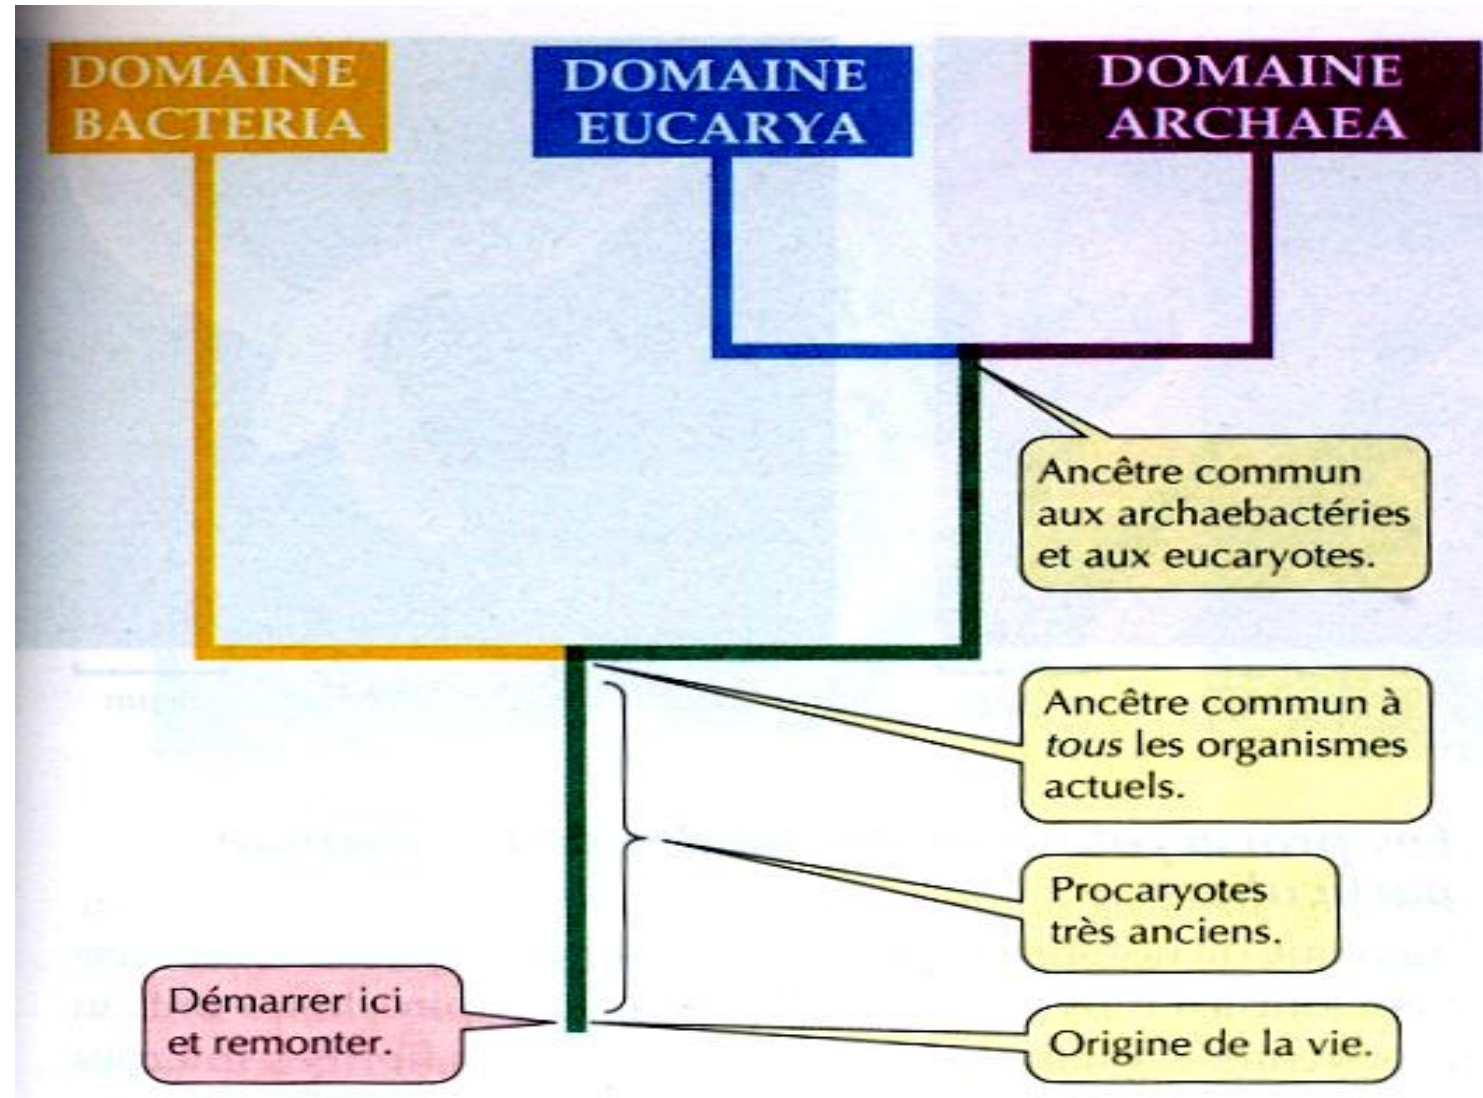 DOMAINE
BACTERIA
DOMAINE
EUCARYA
DOMAINE
ARCHAEA
Ancêtre commun
aux archaebactéries
et aux eucaryotes.
Ancêtre commun à
tous les organismes
actuels.
Procaryotes
très anciens.
Démarrer ici
et remonter.
Origine de la vie.